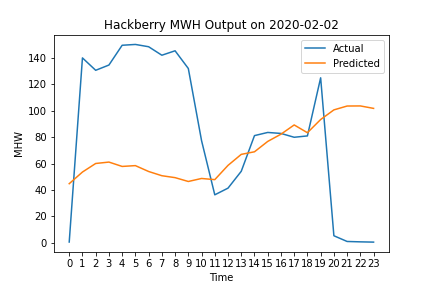 Hackberry MWH Output on 2020-02-02
Actual
Predicted
MHW
140
120
100
80
60
40
20
0
0 1 2 3 4 5 6 7 8 9 10 11 12 13 14 15 16 17 18 19 20 21 22 23
Time